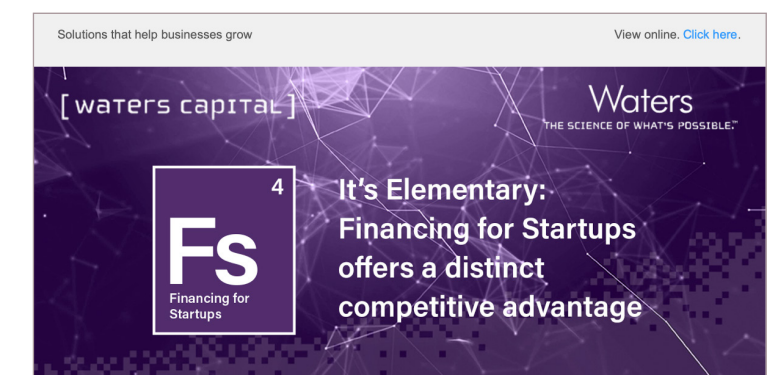 Solutions that help businesses grow
View online. Click here.
[waters capital]
Waters
THE SCIENCE OF WHAT'S POSSIBLE.™
4
Fs
Financing for
Startups
It's Elementary:
Financing for Startups
offers a distinct
competitive advantage